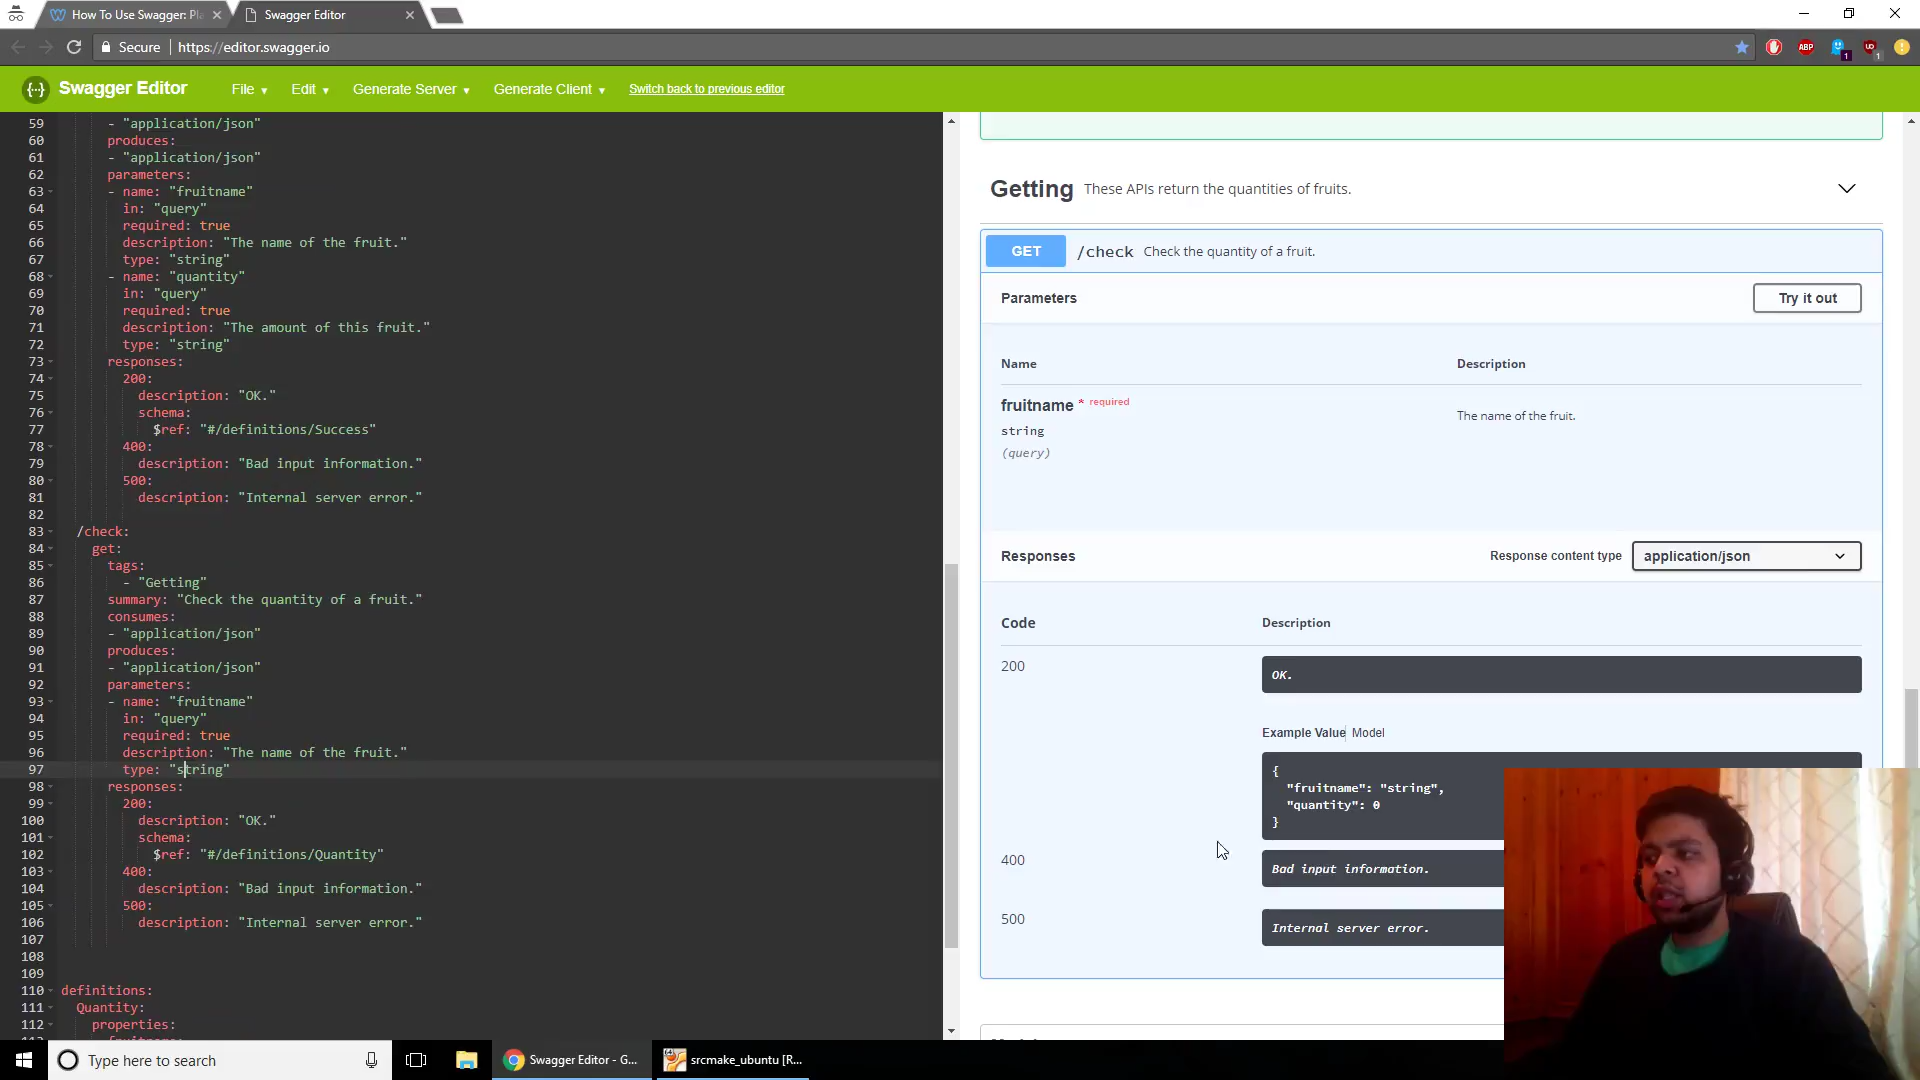 How To Use Swagger: Pl
Swagger Editor
Secure
https://editor.swagger.io
ABP
1
1
Swagger Editor
File
Edit
Generate Server
Generate Client
Switch back to previous editor
59 - "application/json"
60 produces:
61 - "application/json"
62 parameters:
63 - name: "fruitname"
64 in: "query"
65 required: true
66 description: "The name of the fruit."
67 type: "string"
68 - name: "quantity"
69 in: "query"
70 required: true
71 description: "The amount of this fruit."
72 type: "string"
73 responses:
74 200:
75 description: "OK."
76 schema:
77 $ref: "#/definitions/Success"
78 400:
79 description: "Bad input information."
80 500:
81 description: "Internal server error."
82
83 /check:
84 get:
85 tags:
86 - "Getting"
87 summary: "Check the quantity of a fruit."
88 consumes:
89 - "application/json"
90 produces:
91 - "application/json"
92 parameters:
93 - name: "fruitname"
94 in: "query"
95 required: true
96 description: "The name of the fruit."
97 type: "string"
98 responses:
99 200:
100 description: "OK."
101 schema:
102 $ref: "#/definitions/Quantity"
103 400:
104 description: "Bad input information."
105 500:
106 description: "Internal server error."
107
108
109
110 definitions:
111 Quantity:
112 properties:
Getting These APIs return the quantities of fruits.
GET /check Check the quantity of a fruit.
Parameters
Try it out
Name Description
fruitname * required
The name of the fruit.
string
(query)
Responses
Response content type
application/json
Code Description
200
OK.
Example Value Model
{
"fruitname": "string",
"quantity": 0
}
400
Bad input information.
500
Internal server error.
Type here to search
Swagger Editor - G...
srcmake_ubuntu [R...